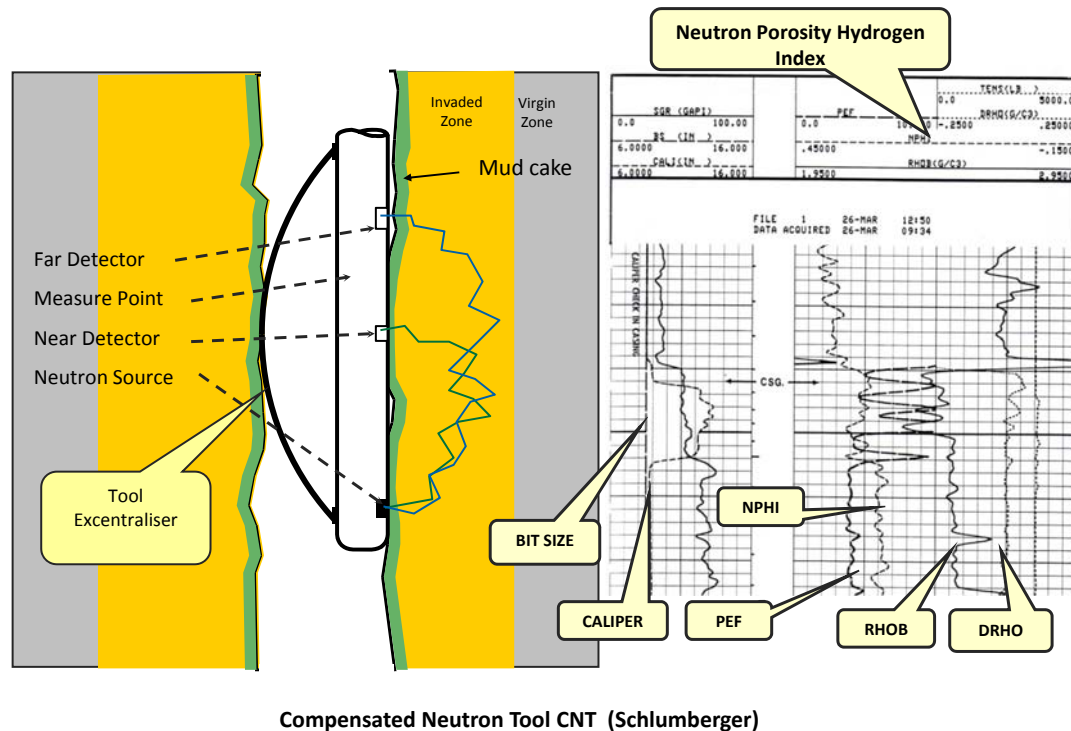 Neutron Porosity Hydrogen
Index
Invaded
Zone
Virgin
Zone
Mud cake
Far Detector
Measure Point
Near Detector
Neutron Source
Tool
Excentraliser
TENS(LB )
0.0 5000.0
SGR (GAPI)
0.0 100.00
PEF
0.0
DRHO(G/C3)
-.2500 .25000
BS (IN )
6.0000 16.000
.45000 -.1500
CALI(IN )
6.0000 16.000
RHOB(G/C3)
1.9500 2.9500
FILE 1 26-MAR 12:50
DATA ACQUIRED 26-MAR 09:34
CALIPER CHECK IN CASING
CSG.
BIT SIZE
NPHI
CALIPER
PEF
RHOB
DRHO
Compensated Neutron Tool CNT (Schlumberger)